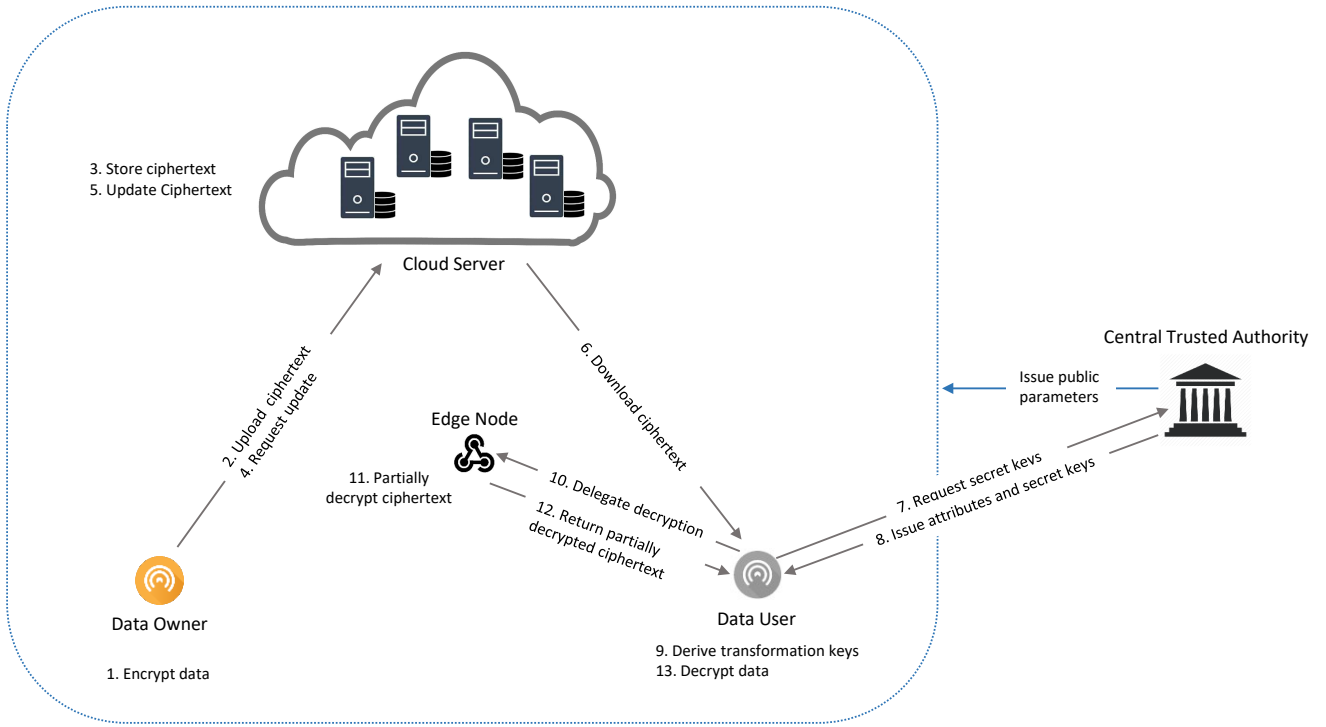 3. Store ciphertext
5. Update Ciphertext
Cloud Server
2. Upload ciphertext
4. Request update
6. Download ciphertext
Central Trusted Authority
Issue public
parameters
Edge Node
11. Partially
decrypt ciphertext
10. Delegate decryption
12. Return partially
decrypted ciphertext
7. Request secret keys
8. Issue attributes and secret keys
Data Owner
1. Encrypt data
Data User
9. Derive transformation keys
13. Decrypt data